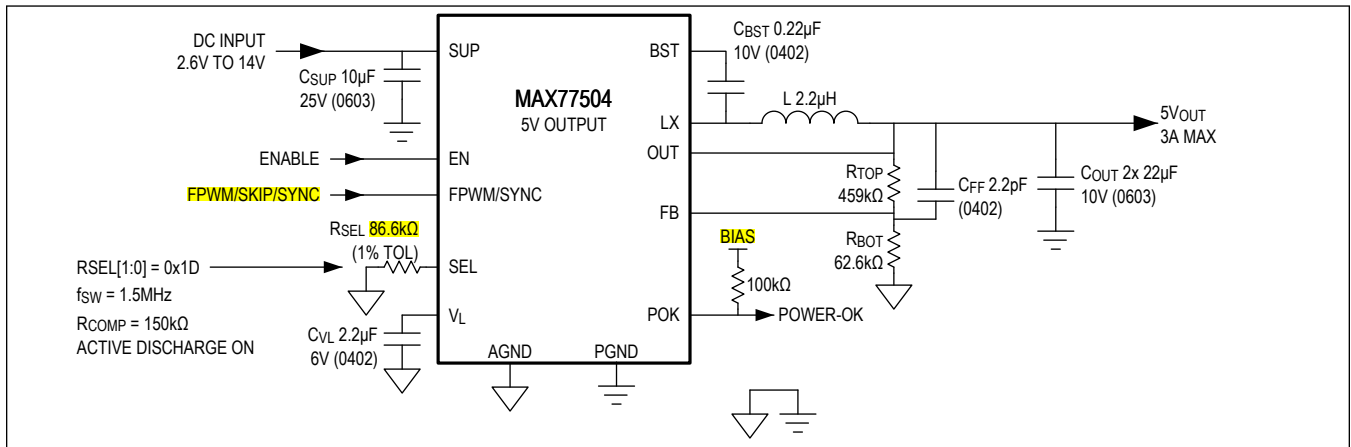 DC INPUT
2.6V TO 14V
CSUP 10µF
25V (0603)
ENABLE
FPWM/SKIP/SYNC
RSEL 86.6kΩ
(1% TOL)
RSEL[1:0] = 0x1D
fSW = 1.5MHz
RCOMP = 150kΩ
ACTIVE DISCHARGE ON
CVL 2.2µF
6V (0402)
SUP
EN
FPWM/SYNC
SEL
VL
MAX77504
5V OUTPUT
AGND
PGND
BST
LX
OUT
FB
POK
CBST 0.22µF
10V (0402)
L 2.2µH
5VOUT
3A MAX
RTOP
459kΩ
CFF 2.2pF
(0402)
COUT 2x 22µF
10V (0603)
RBOT
62.6kΩ
BIAS
100kΩ
POWER-OK